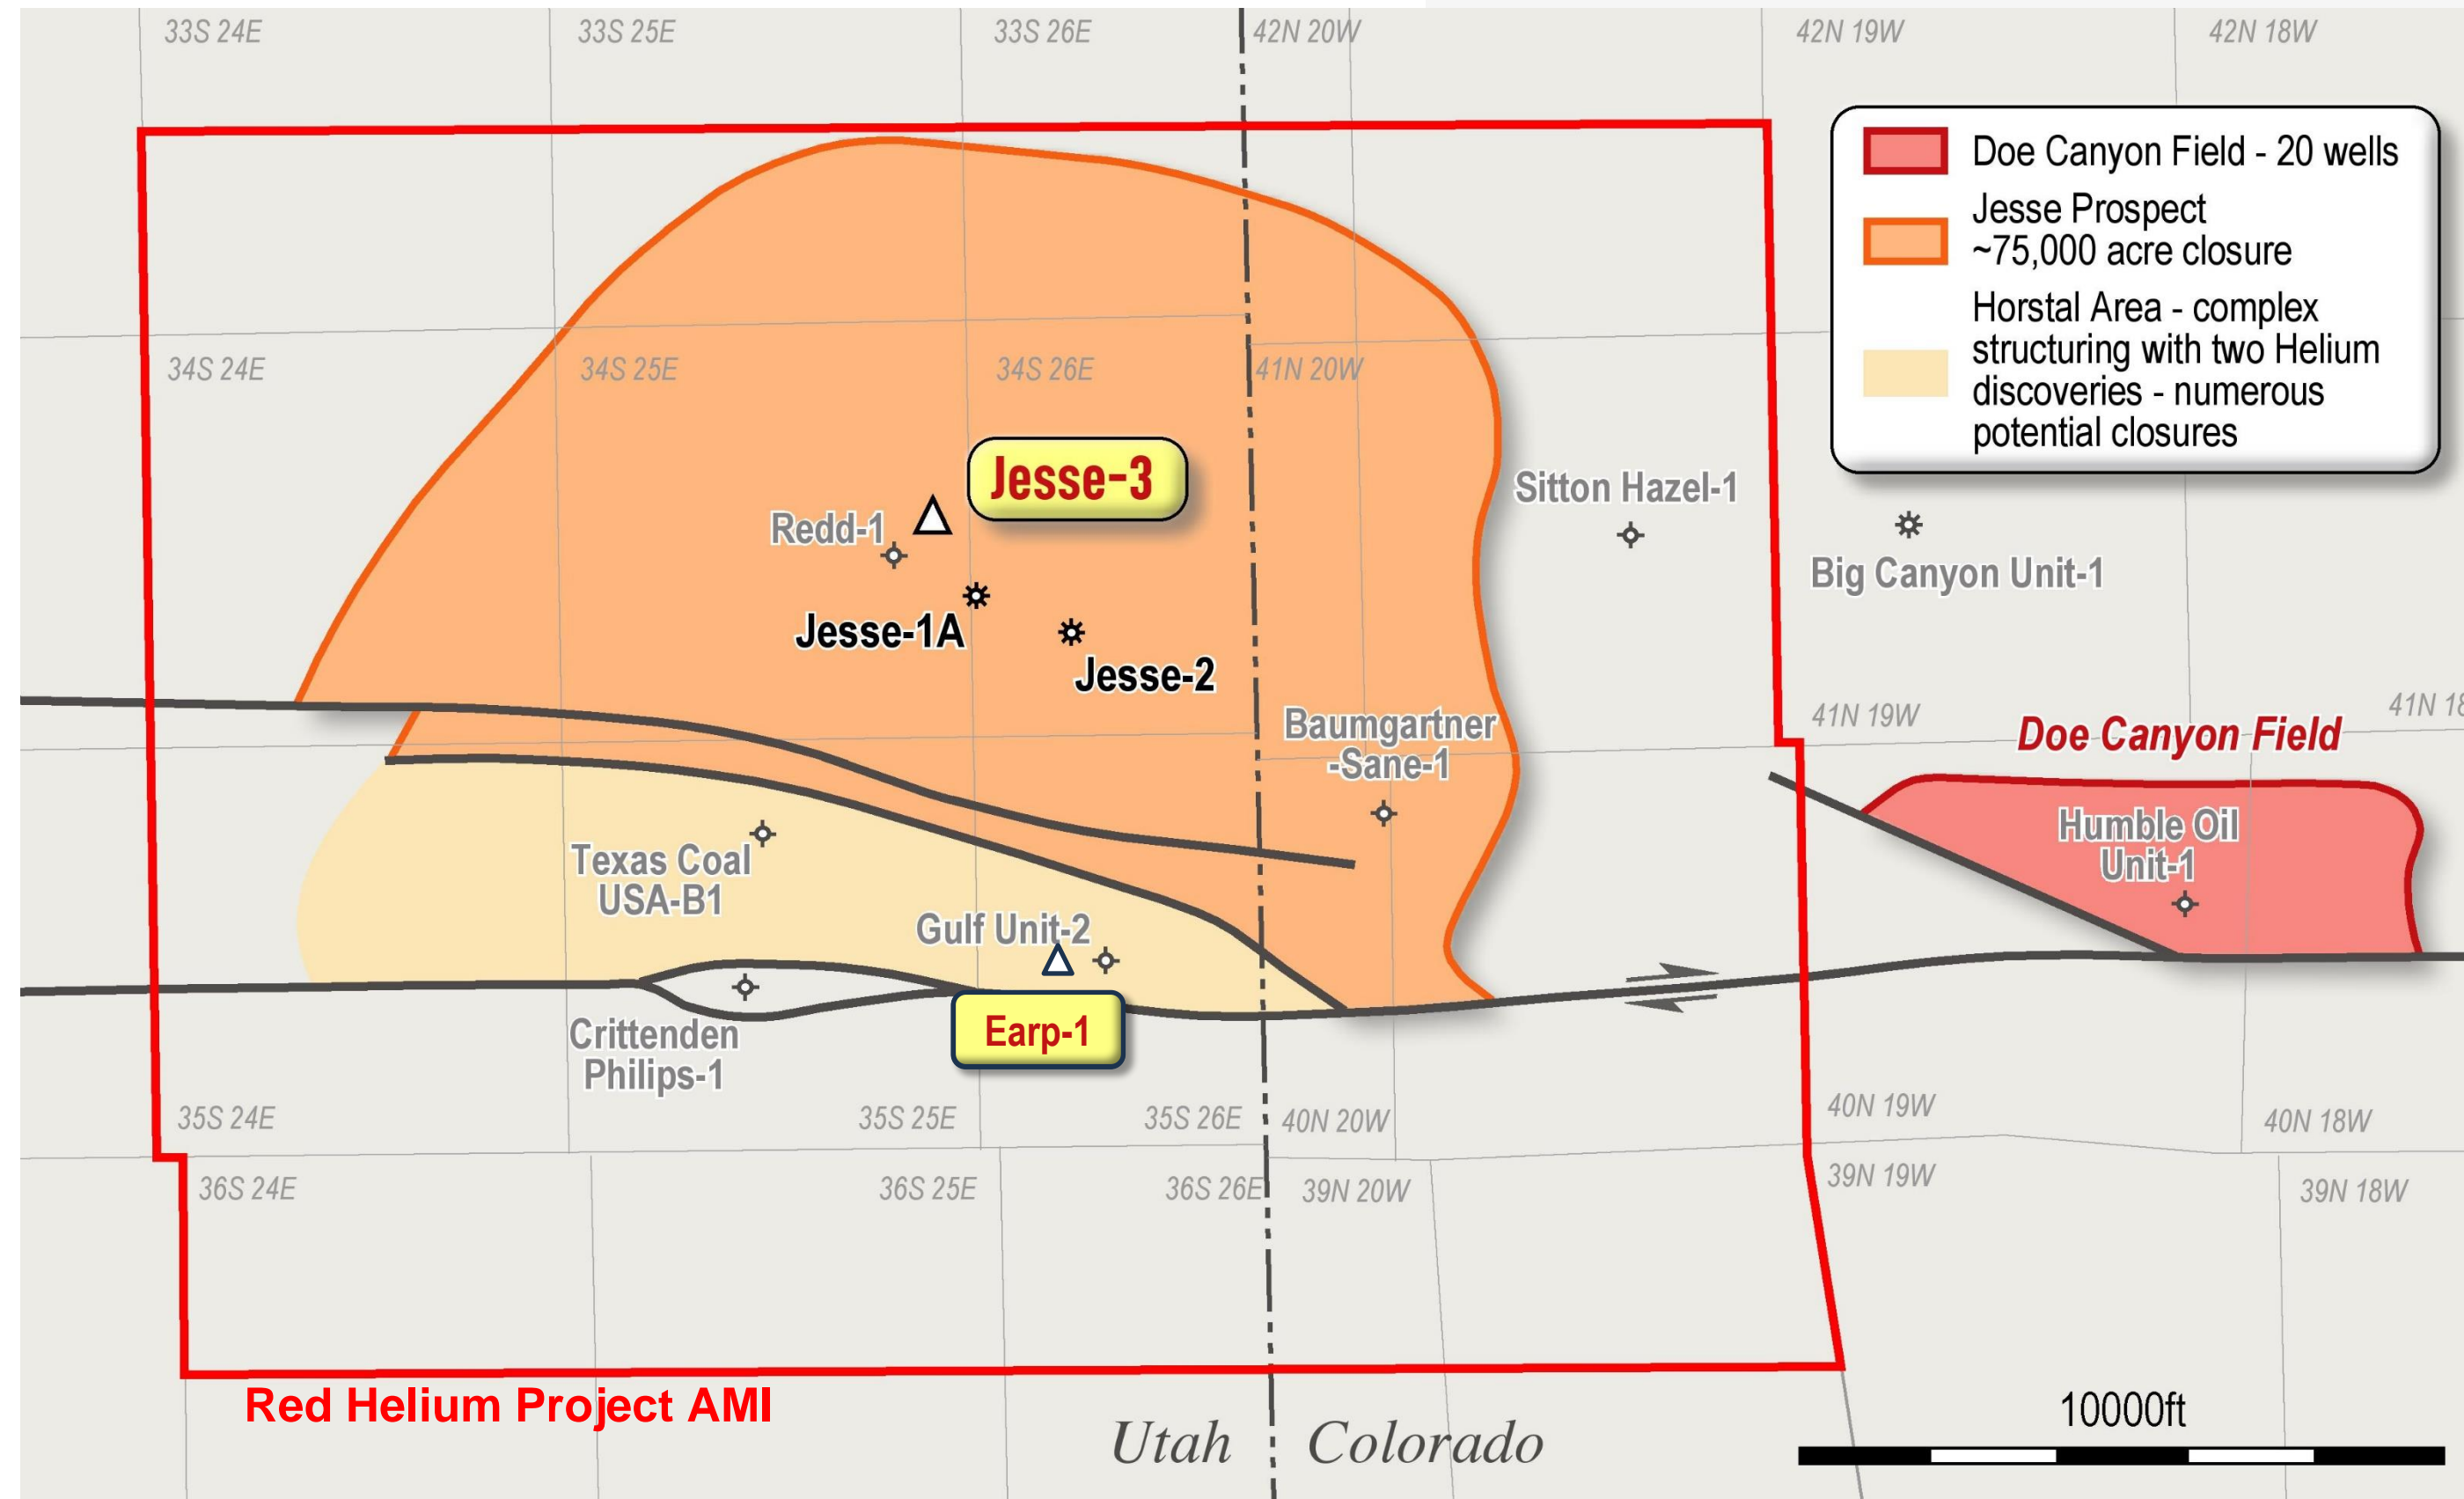 33S 24E
33S 25E
33S 26E
42N 20W
42N 19W
42N 18W
Doe Canyon Field - 20 wells
Jesse Prospect
~75,000 acre closure
Horstal Area - complex
structuring with two Helium
discoveries - numerous
potential closures
34S 24E
34S 25E
34S 26E
41N 20W
Jesse-3
Sitton Hazel-1
Redd-1
Big Canyon Unit-1
Jesse-1A
Jesse-2
Baumgartner
-Sane-1
41N 19W
41N 18
Doe Canyon Field
Humble Oil
Unit-1
Texas Coal
USA-B1
Gulf Unit-2
Earp-1
Crittenden
Philips-1
35S 24E
35S 25E
35S 26E
40N 20W
40N 19W
40N 18W
36S 24E
36S 25E
36S 26E
39N 20W
39N 19W
39N 18W
Red Helium Project AMI
Utah
Colorado
10000ft